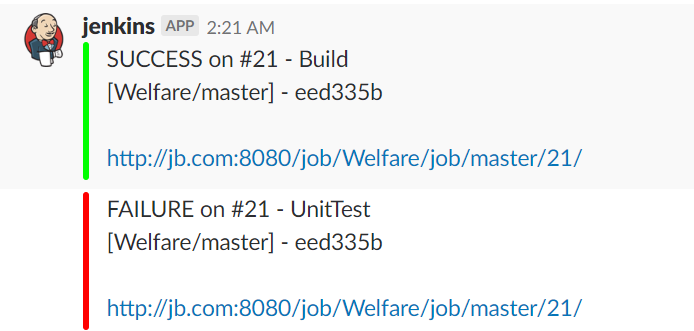 jenkins APP 2:21 AM
SUCCESS on #21 - Build
[Welfare/master] - eed335b
http://jb.com:8080/job/Welfare/job/master/21/
FAILURE on #21 - UnitTest
[Welfare/master] - eed335b
http://jb.com:8080/job/Welfare/job/master/21/